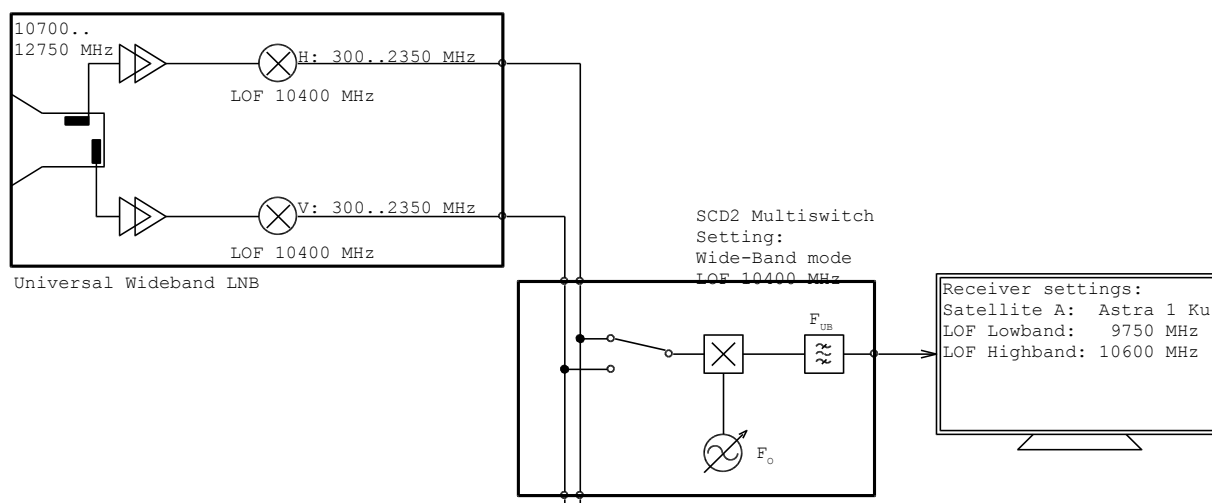 10700..
12750 MHz
H: 300..2350 MHz
LOF 10400 MHz
V: 300..2350 MHz
LOF 10400 MHz
Universal Wideband LNB
SCD2 Multiswitch
Setting:
Wide-Band mode
LOF 10400 MHz
F_UB
F_O
Receiver settings:
Satellite A:  Astra 1 Ku
LOF Lowband:   9750 MHz
LOF Highband: 10600 MHz